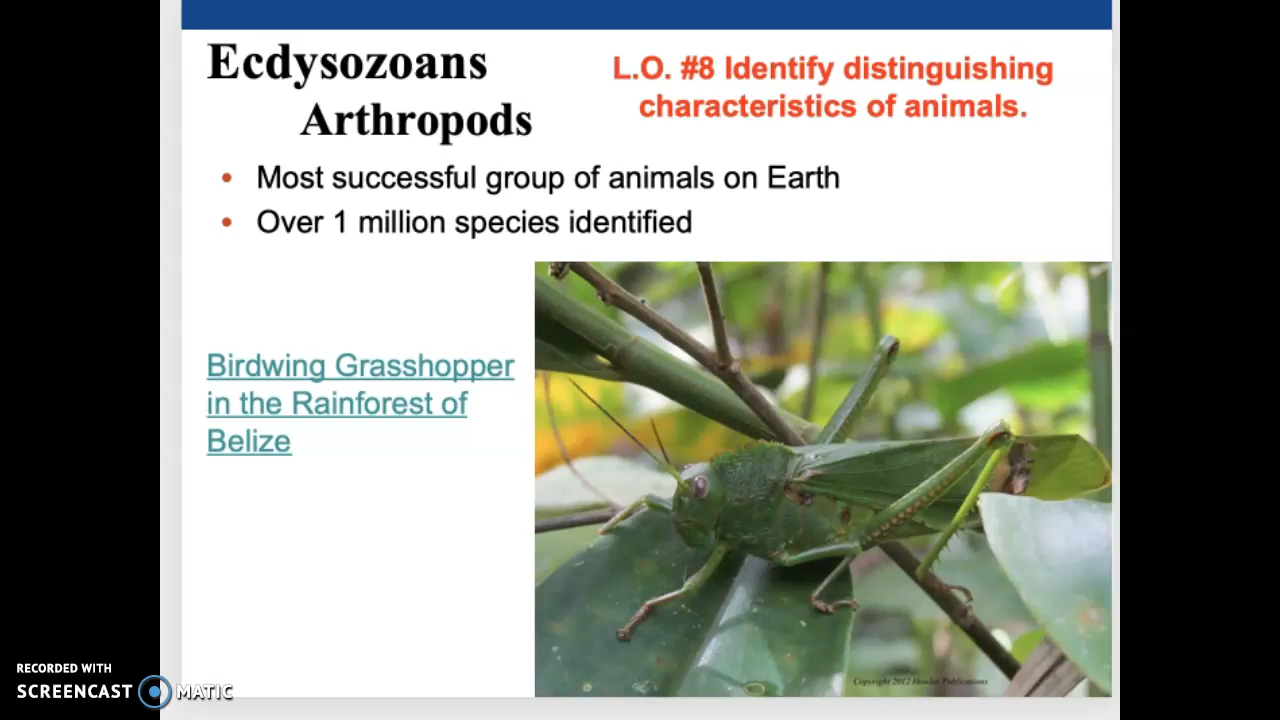 Ecdysozoans
Arthropods
L.O. #8 Identify distinguishing
characteristics of animals.
• Most successful group of animals on Earth
• Over 1 million species identified
Birdwing Grasshopper
in the Rainforest of
Belize
Copyright 2012 Howler Publications
RECORDED WITH
SCREENCAST MATIC